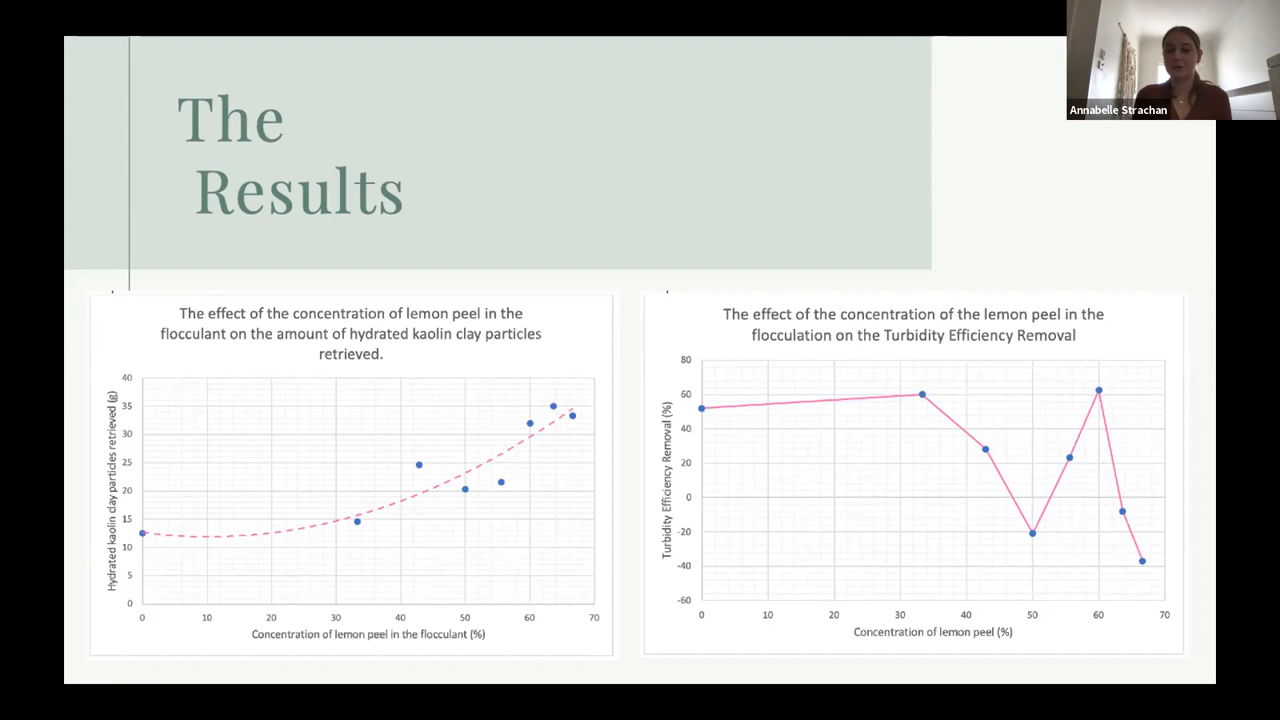 The
Results
Annabelle Strachan
The effect of the concentration of lemon peel in the
flocculant on the amount of hydrated kaolin clay particles
retrieved.
Hydrated kaolin clay particles retrieved (g)
40
35
30
25
20
15
10
5
0
0 10 20 30 40 50 60 70
Concentration of lemon peel in the flocculant (%)
The effect of the concentration of the lemon peel in the
flocculation on the Turbidity Efficiency Removal
Turbidity Efficiency Removal (%)
80
60
40
20
0
-20
-40
-60
0 10 20 30 40 50 60 70
Concentration of lemon peel (%)